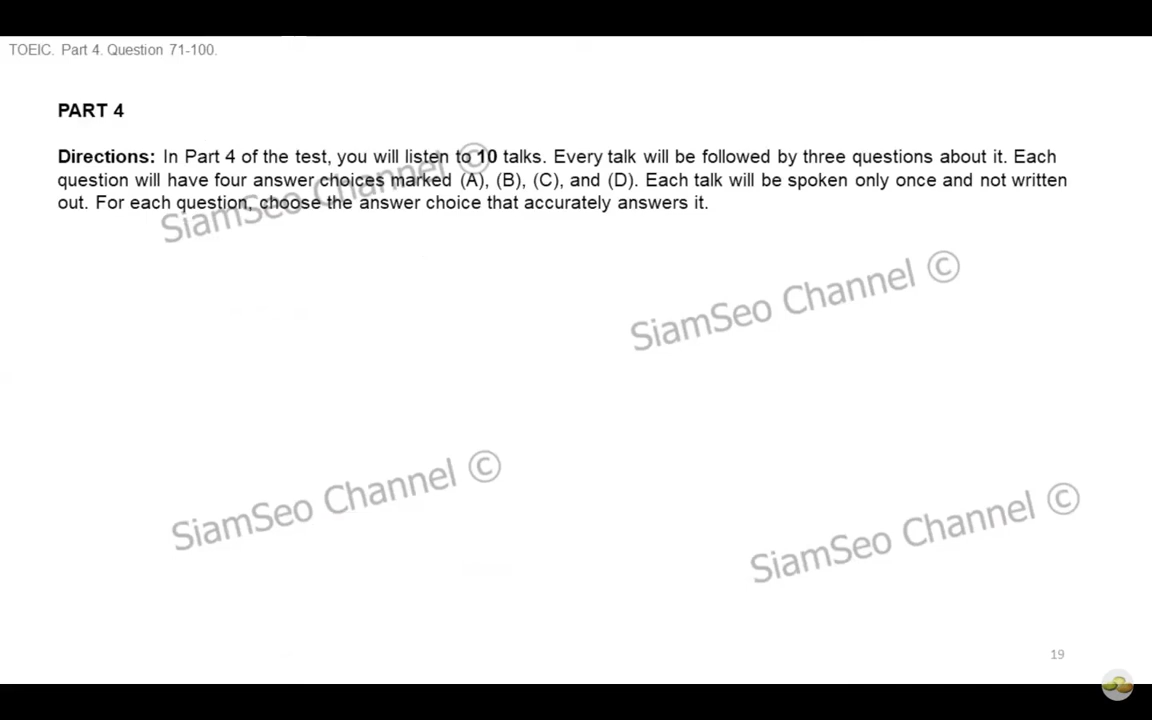 TOEIC. Part 4. Question 71-100.
PART 4
Directions: In Part 4 of the test, you will listen to 10 talks. Every talk will be followed by three questions about it. Each
question will have four answer choices marked (A), (B), (C), and (D). Each talk will be spoken only once and not written
out. For each question, choose the answer choice that accurately answers it.
SiamSeo Channel ©
SiamSeo Channel ©
SiamSeo Channel ©
SiamSeo Channel ©
19